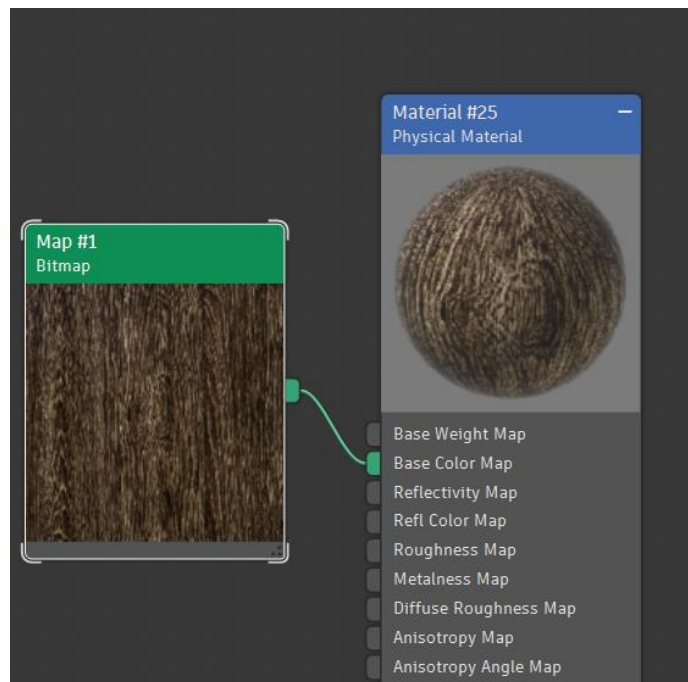 Material #25
Physical Material
Map #1
Bitmap
Base Weight Map
Base Color Map
Reflectivity Map
Refl Color Map
Roughness Map
Metalness Map
Diffuse Roughness Map
Anisotropy Map
Anisotropy Angle Map